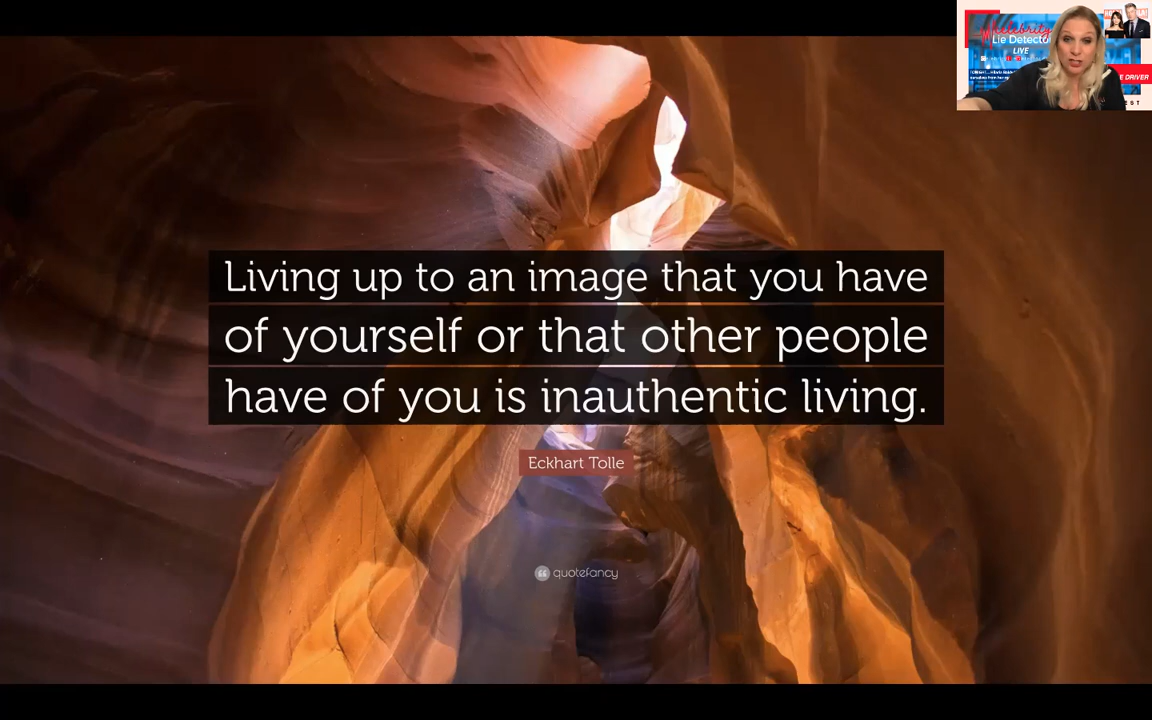 Celebrity
Lie Detector
LIVE
E DRIVER
Living up to an image that you have
of yourself or that other people
have of you is inauthentic living.
Eckhart Tolle
quotefancy